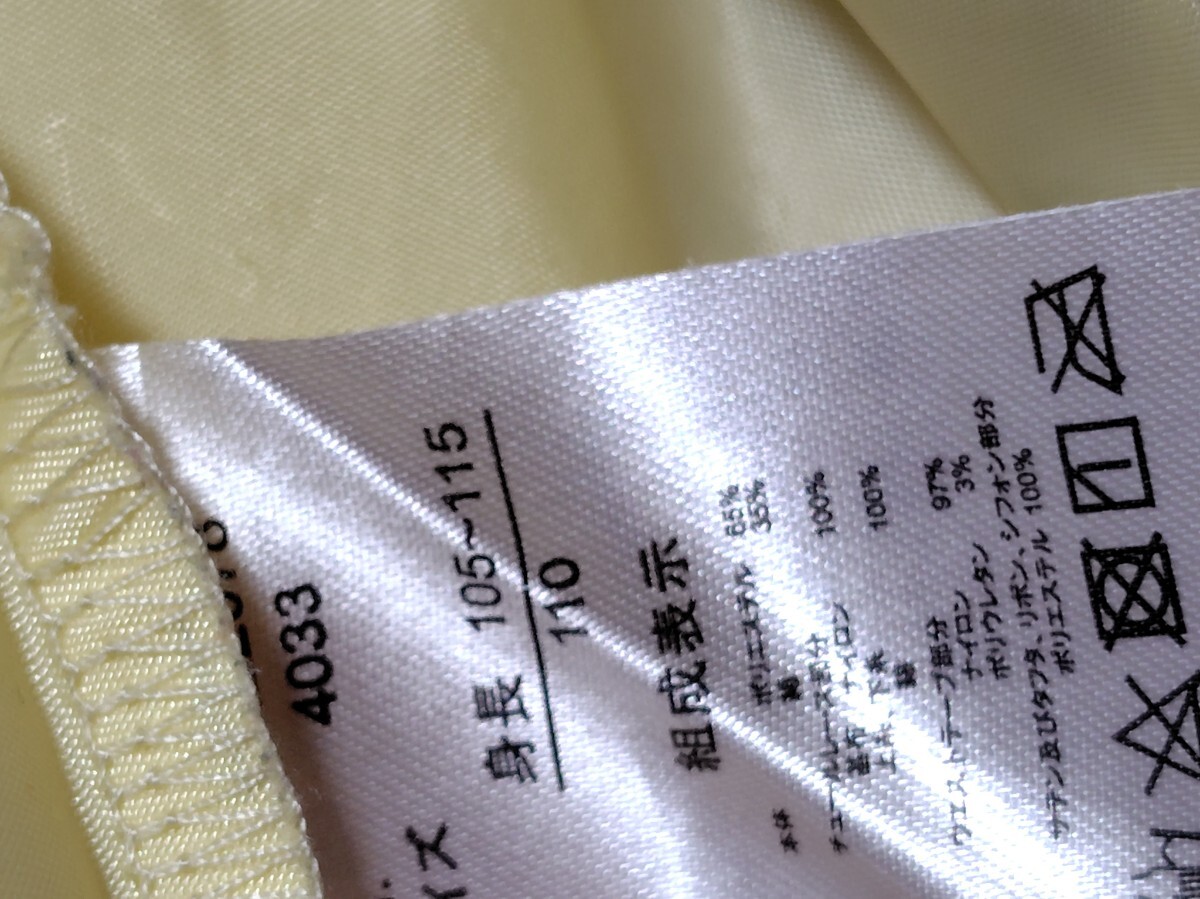 4033
イズ
身長 105~115
110
組成表示
本体 ポリエステル 65%
綿 35%
チュールレース部分
基布 ナイロン 100%
上糸、下糸
綿 100%
ウエストテープ部分
ナイロン 97%
ポリウレタン 3%
サテン及びタフタ、リボン、シフォン部分
ポリエステル 100%